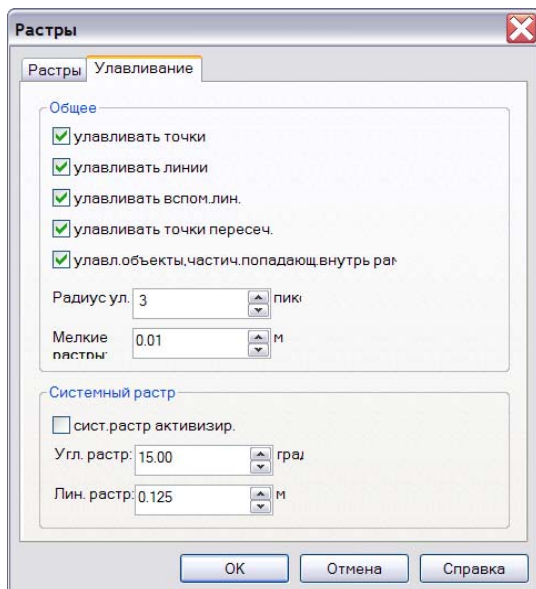 Растры
Растры Улавливание
Общее
улавливать точки
улавливать линии
улавливать вспом.лин.
улавливать точки пересеч.
улавл.объекты,частич.попадающ.внутрь рам
Радиус ул. 3 пикс
Мелкие растры: 0.01 м
Системный растр
сист.растр активизир.
Угл. растр: 15.00 град
Лин. растр: 0.125 м
OK Отмена Справка